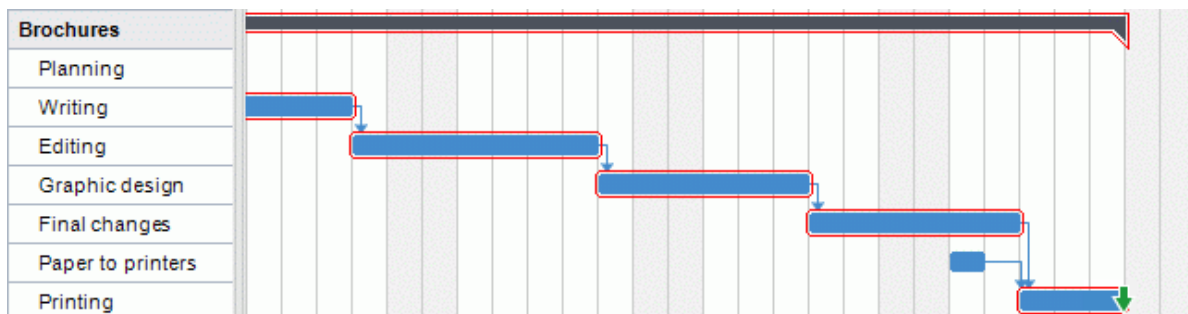 Brochures
Planning
Writing
Editing
Graphic design
Final changes
Paper to printers
Printing